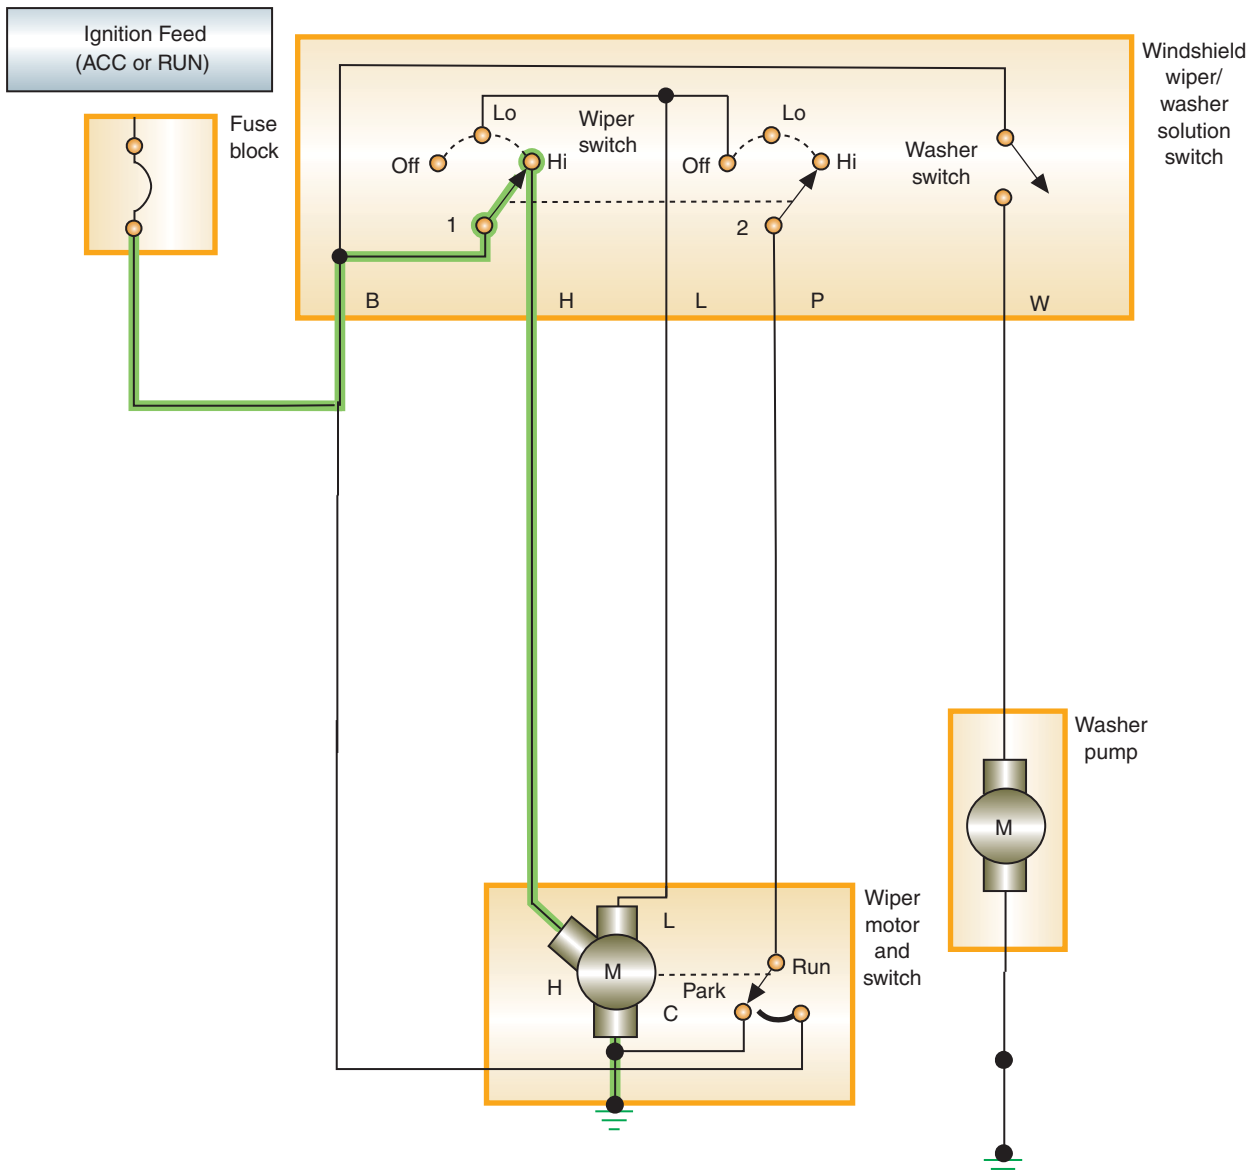 Ignition Feed
(ACC or RUN)
Fuse
block
Windshield
wiper/
washer
solution
switch
Lo
Wiper
switch
Off
Hi
1
Lo
Off
Hi
2
Washer
switch
B
H
L
P
W
Washer
pump
M
Wiper
motor
and
switch
L
M
H
C
Park
Run